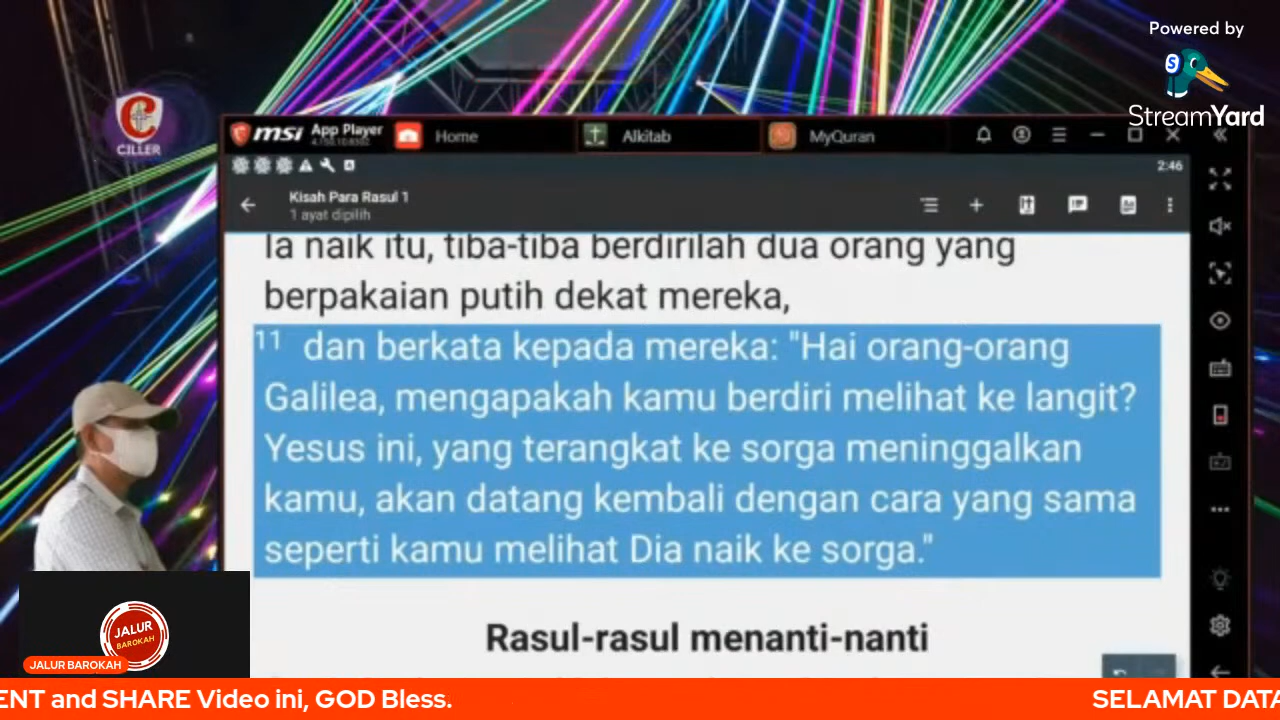 Powered by
StreamYard
CILLER
msi App Player
Home
Alkitab
MyQuran
2:46
Kisah Para Rasul 1
1 ayat dipilih
Ia naik itu, tiba-tiba berdirilah dua orang yang
berpakaian putih dekat mereka,
11 dan berkata kepada mereka: "Hai orang-orang
Galilea, mengapakah kamu berdiri melihat ke langit?
Yesus ini, yang terangkat ke sorga meninggalkan
kamu, akan datang kembali dengan cara yang sama
seperti kamu melihat Dia naik ke sorga."
Rasul-rasul menanti-nanti
JALUR
BAROKAH
JALUR BAROKAH
ENT and SHARE Video ini, GOD Bless.
SELAMAT DATA